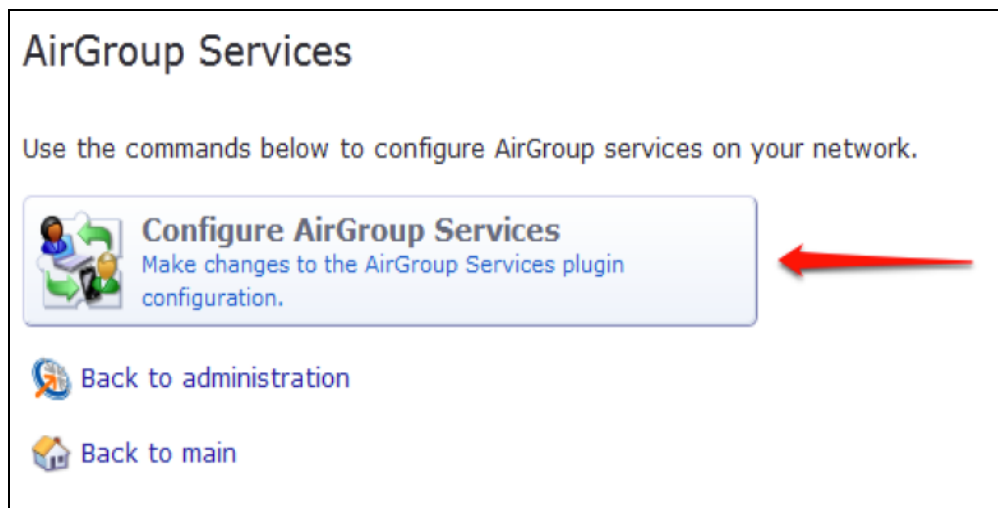 AirGroup Services
Use the commands below to configure AirGroup services on your network.
Configure AirGroup Services
Make changes to the AirGroup Services plugin
configuration.
Back to administration
Back to main